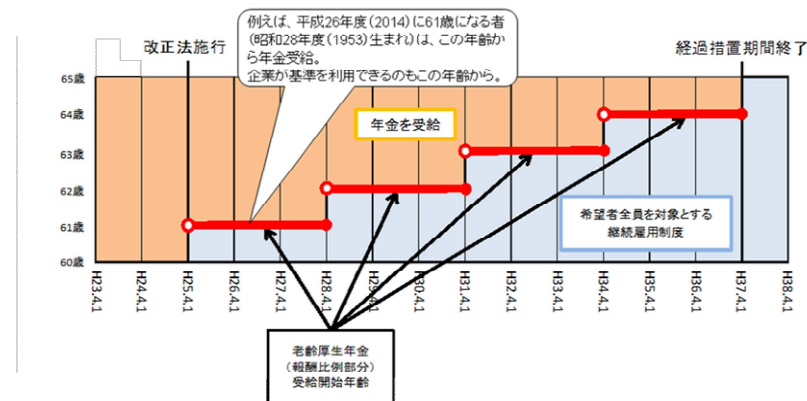 例えば、平成26年度(2014)に61歳になる者
(昭和28年度(1953)生まれ)は、この年齢か
ら年金受給。
企業が基準を利用できるのもこの年齢から。
改正法施行
経過措置期間終了
65歳
64歳
63歳
62歳
61歳
60歳
年金を受給
希望者全員を対象とする
継続雇用制度
H23.4.1
H24.4.1
H25.4.1
H26.4.1
H27.4.1
H28.4.1
H29.4.1
H30.4.1
H31.4.1
H32.4.1
H33.4.1
H34.4.1
H35.4.1
H36.4.1
H37.4.1
H38.4.1
老齢厚生年金
(報酬比例部分)
受給開始年齢